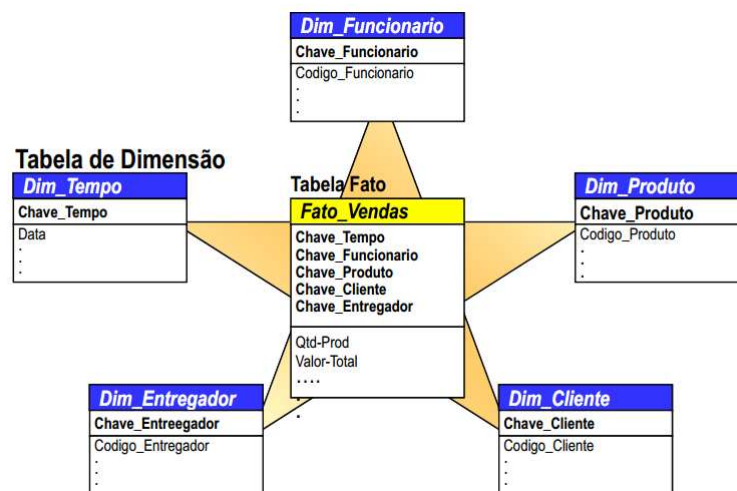 Dim_Funcionario
Chave_Funcionario
Codigo_Funcionario
.
.
.
Tabela de Dimensão
Dim_Tempo
Chave_Tempo
Data
.
.
.
Tabela Fato
Fato_Vendas
Chave_Tempo
Chave_Funcionario
Chave_Produto
Chave_Cliente
Chave_Entregador
Qtd-Prod
Valor-Total
....
.
.
Dim_Produto
Chave_Produto
Codigo_Produto
.
.
.
Dim_Entregador
Chave_Entreegador
Codigo_Entregador
.
.
.
Dim_Cliente
Chave_Cliente
Codigo_Cliente
.
.
.